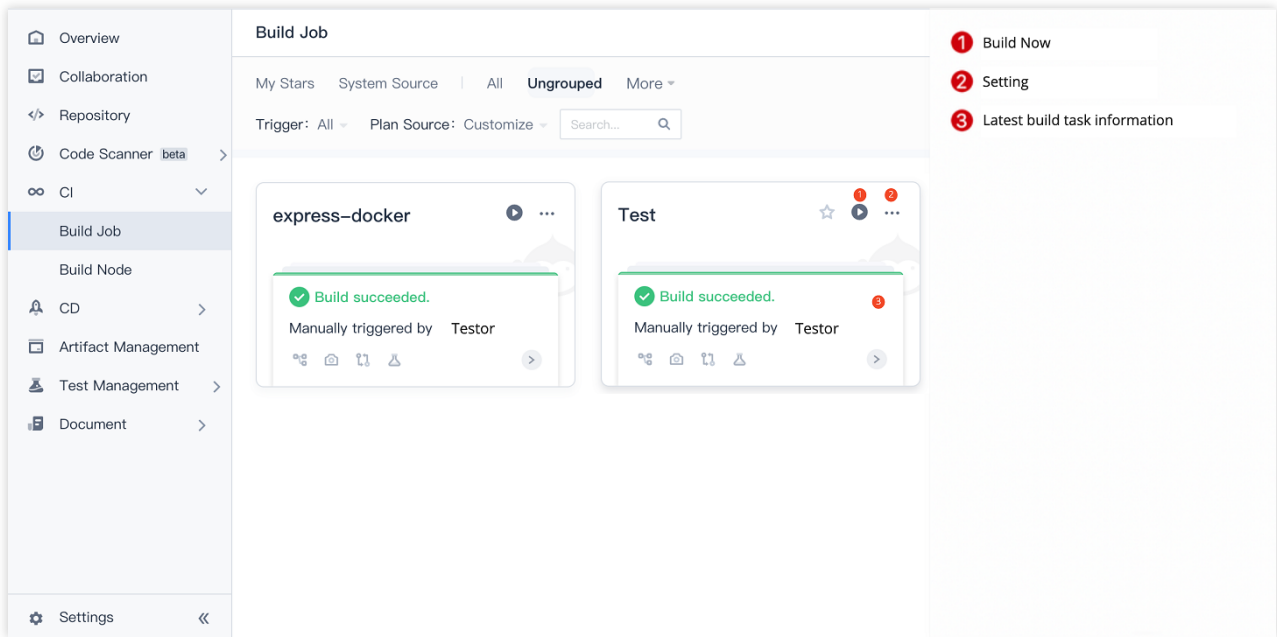 Overview
Collaboration
Repository
Code Scanner beta
CI
Build Job
Build Node
CD
Artifact Management
Test Management
Document
Settings
Build Job
My Stars System Source All Ungrouped More
Trigger: All Plan Source: Customize Search...
express-docker
Build succeeded.
Manually triggered by Testor
Test
1 2
Build succeeded.
3
Manually triggered by Testor
1 Build Now
2 Setting
3 Latest build task information